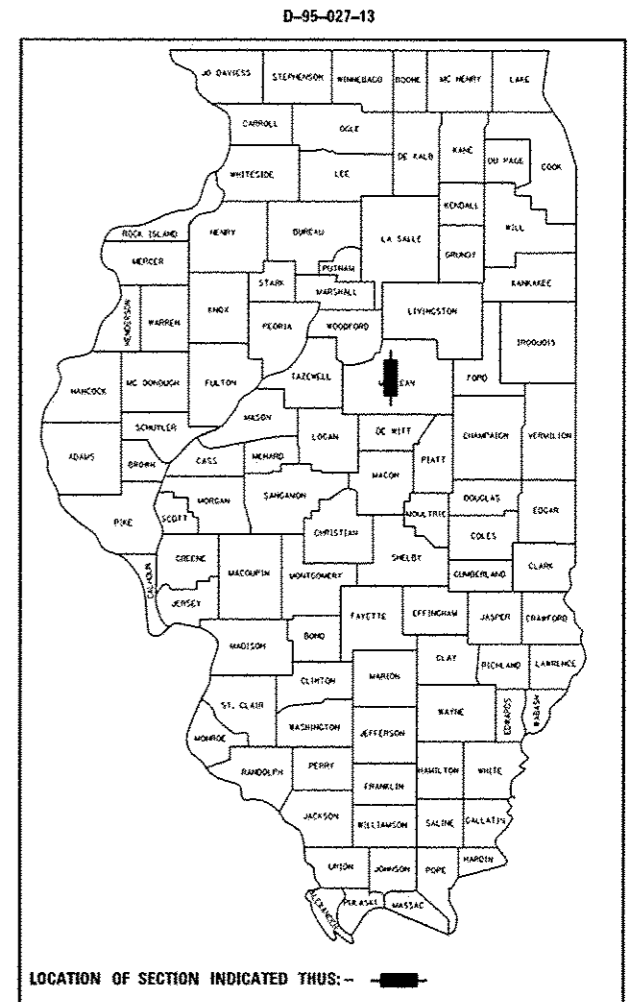 D-95-027-13
JO DAVIESS STEPHENSON WINNEBAGO BOONE MC HENRY LAKE
CARROLL OGLE DE KALB KANE DU PAGE COOK
WHITESIDE LEE
KENDALL WILL
ROCK ISLAND HENRY BUREAU LA SALLE
MERCER PUTNAM GRUNDY
STARK MARSHALL KANKAKEE
HENDERSON WARREN KNOX PEORIA WOODFORD LIVINGSTON IROQUOIS
HANCOCK MC DONOUGH FULTON TAZEWELL FORD
MASON
SCHUYLER LOGAN DE WITT CHAMPAIGN VERMILION
ADAMS BROWN CASS MENARD MACON PIATT
MORGAN SANGAMON DOUGLAS EDGAR
PIKE SCOTT CHRISTIAN MOULTRIE COLES
GREENE SHELBY
CALHOUN MACOUPIN MONTGOMERY CUMBERLAND CLARK
JERSEY
FAYETTE EFFINGHAM JASPER CRAWFORD
MADISON BOND
CLAY RICHLAND LAWRENCE
CLINTON MARION
ST. CLAIR WAYNE EDWARDS WABASH
WASHINGTON JEFFERSON
MONROE
RANDOLPH PERRY HAMILTON WHITE
FRANKLIN
JACKSON WILLIAMSON SALINE GALLATIN
UNION JOHNSON POPE HARDIN
ALEXANDER PULASKI MASSAC
LOCATION OF SECTION INDICATED THUS:-